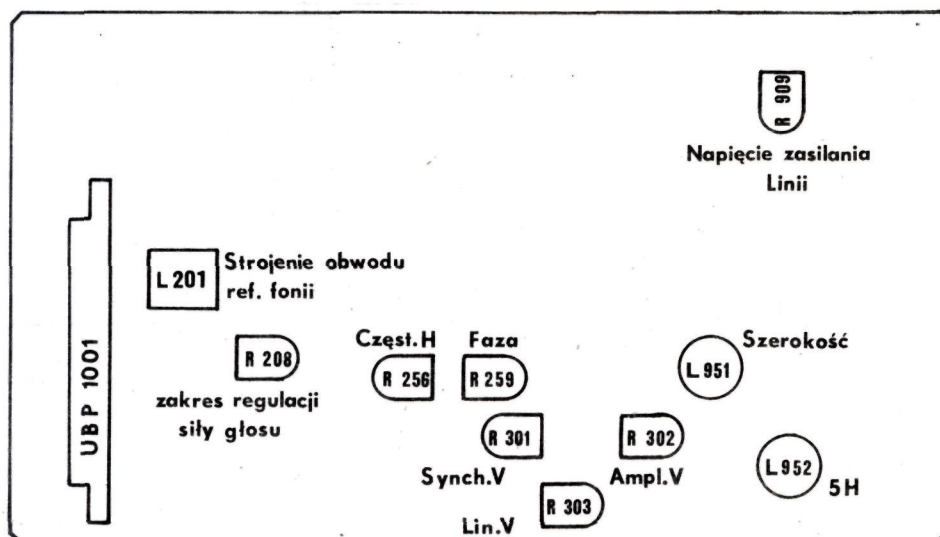 R 909
Napięcie zasilania
Linii
L 201
Strojenie obwodu
ref. fonii
UBP 1001
R 208
zakres regulacji
siły głosu
Częst.H
R 256
Faza
R 259
Szerokość
L 951
R 301
Synch.V
R 302
Ampl.V
L 952
5H
R 303
Lin.V